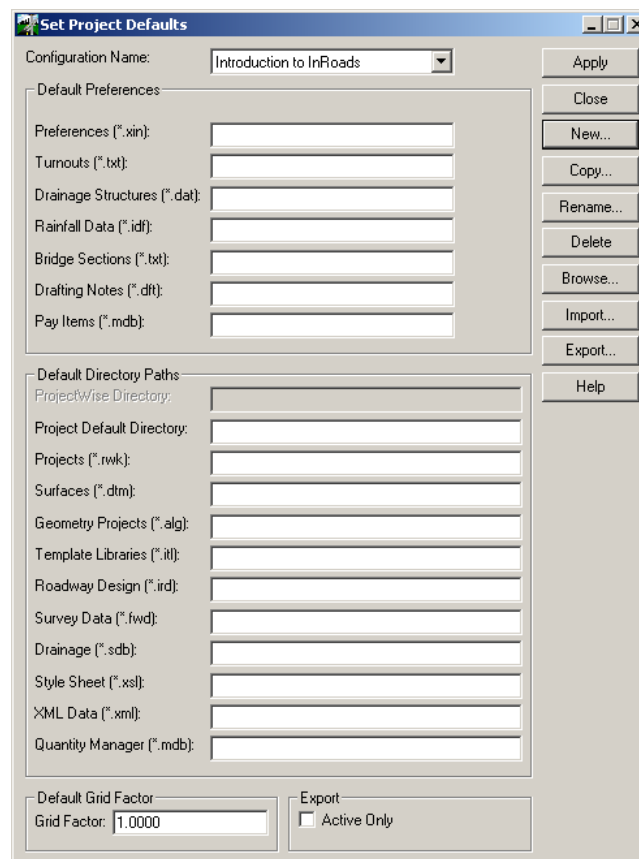 Set Project Defaults
Configuration Name: Introduction to InRoads
Apply
Close
New...
Copy...
Rename...
Delete
Browse...
Import...
Export...
Help
Default Preferences
Preferences (*.xin):
Turnouts (*.txt):
Drainage Structures (*.dat):
Rainfall Data (*.idf):
Bridge Sections (*.txt):
Drafting Notes (*.dft):
Pay Items (*.mdb):
Default Directory Paths
ProjectWise Directory:
Project Default Directory:
Projects (*.rwk):
Surfaces (*.dtm):
Geometry Projects (*.alg):
Template Libraries (*.itl):
Roadway Design (*.ird):
Survey Data (*.fwd):
Drainage (*.sdb):
Style Sheet (*.xsl):
XML Data (*.xml):
Quantity Manager (*.mdb):
Default Grid Factor
Grid Factor: 1.0000
Export
Active Only